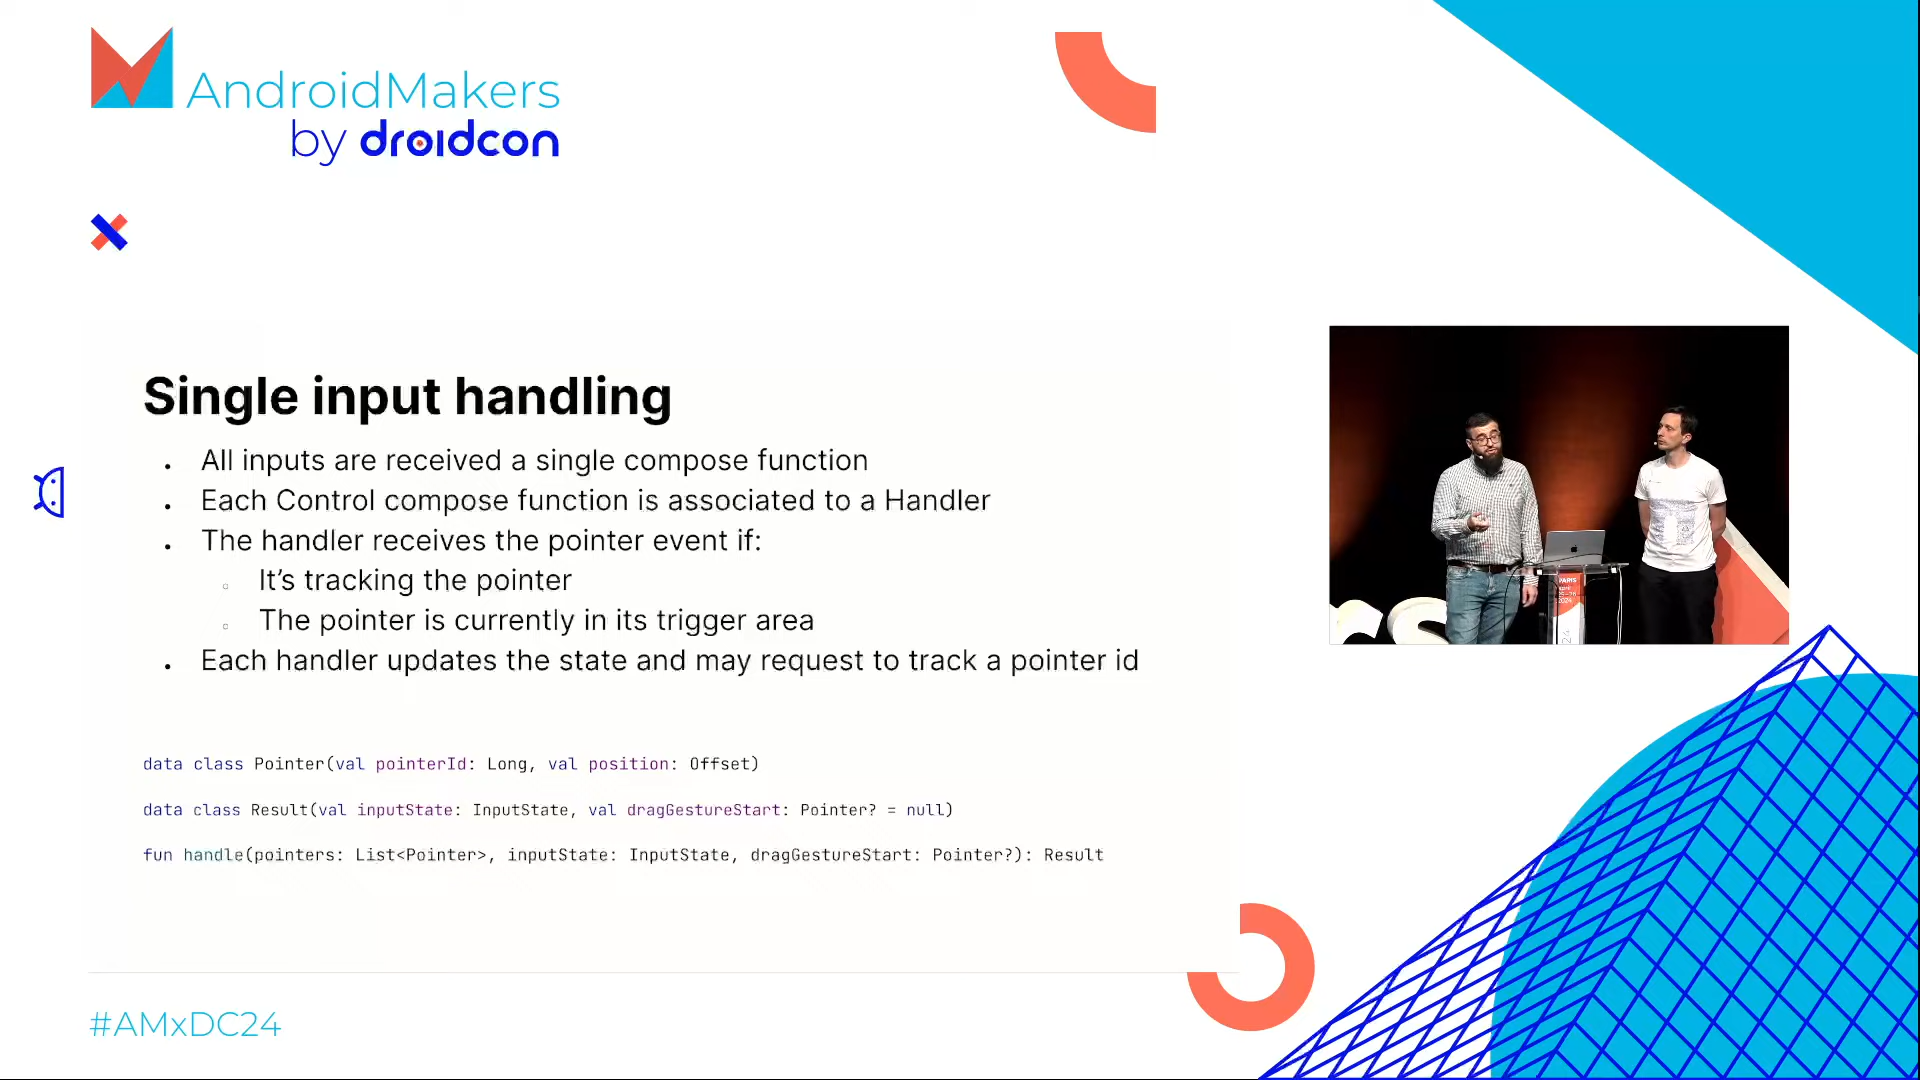 AndroidMakers
by droidcon
Single input handling
All inputs are received a single compose function
Each Control compose function is associated to a Handler
The handler receives the pointer event if:
It's tracking the pointer
The pointer is currently in its trigger area
Each handler updates the state and may request to track a pointer id
data class Pointer(val pointerId: Long, val position: Offset)
data class Result(val inputState: InputState, val dragGestureStart: Pointer? = null)
fun handle(pointers: List<Pointer>, inputState: InputState, dragGestureStart: Pointer?): Result
PARIS
2024
24
rs
#AMxDC24